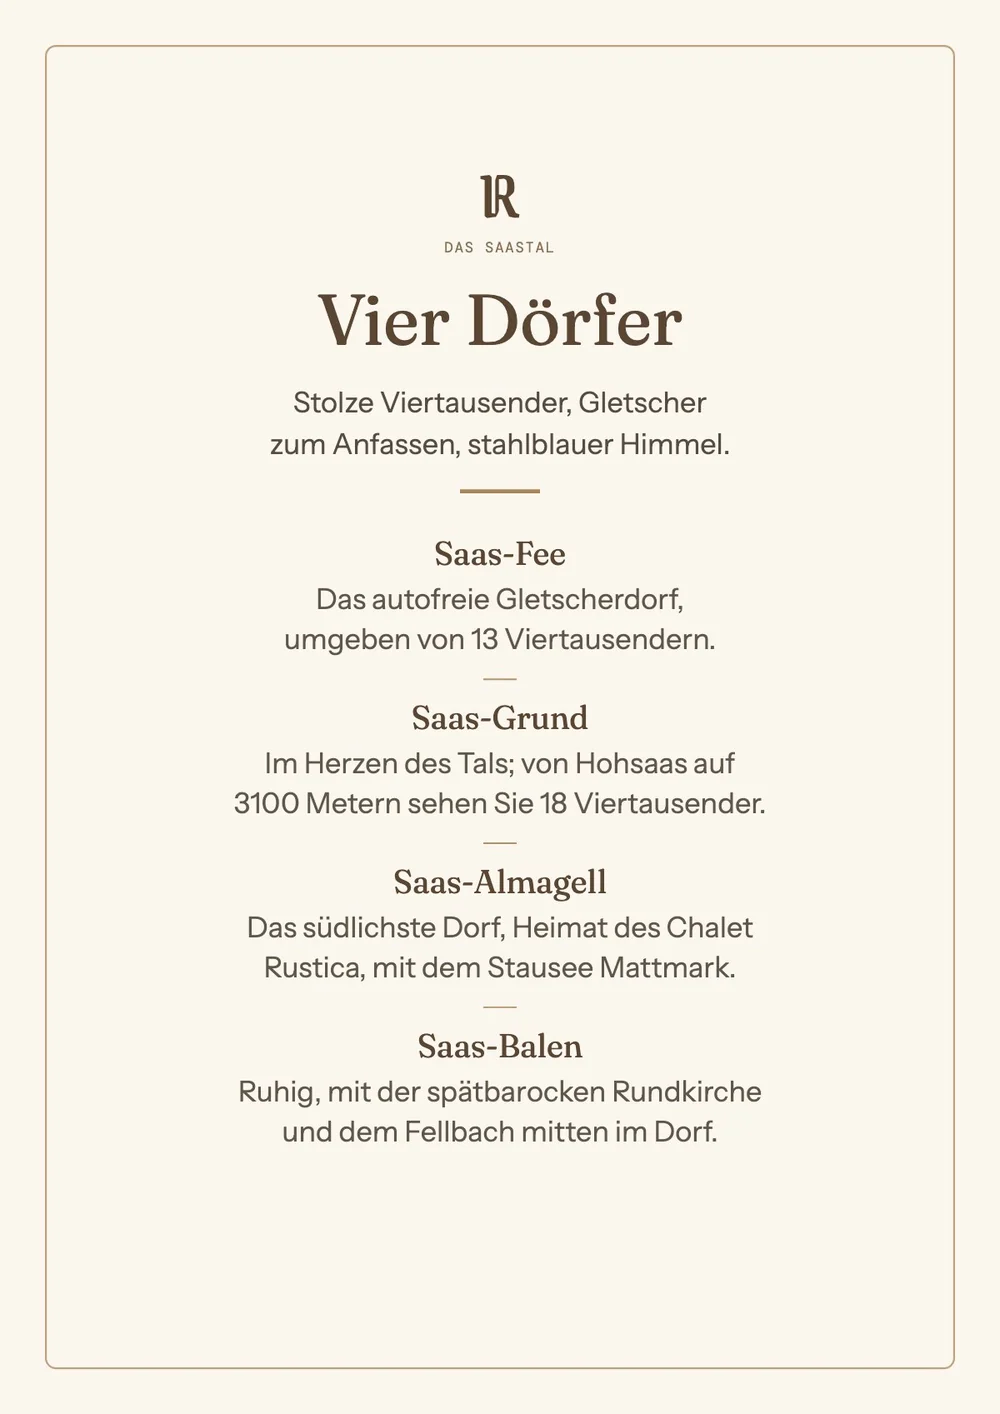 R
DAS SAASTAL
Vier Dörfer
Stolze Viertausender, Gletscher
zum Anfassen, stahlblauer Himmel.
Saas-Fee
Das autofreie Gletscherdorf,
umgeben von 13 Viertausendern.
Saas-Grund
Im Herzen des Tals; von Hohsaas auf
3100 Metern sehen Sie 18 Viertausender.
Saas-Almagell
Das südlichste Dorf, Heimat des Chalet
Rustica, mit dem Stausee Mattmark.
Saas-Balen
Ruhig, mit der spätbarocken Rundkirche
und dem Fellbach mitten im Dorf.